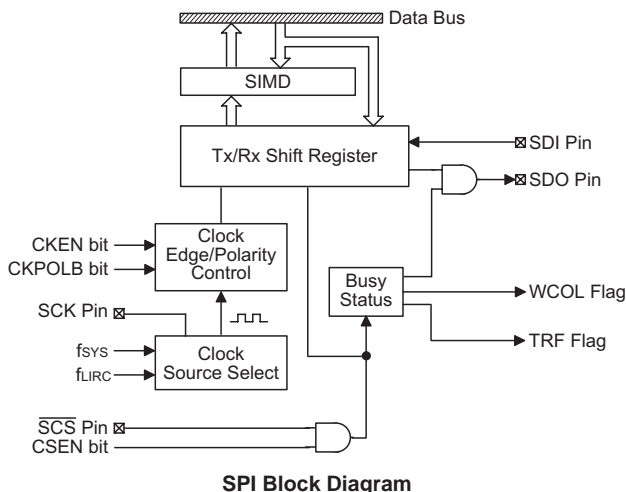 Data Bus
SIMD
Tx/Rx Shift Register
SDI Pin
SDO Pin
CKEN bit
CKPOLB bit
Clock
Edge/Polarity
Control
Busy
Status
WCOL Flag
TRF Flag
SCK Pin
fSYS
fLIRC
Clock
Source Select
SCS Pin
CSEN bit
SPI Block Diagram